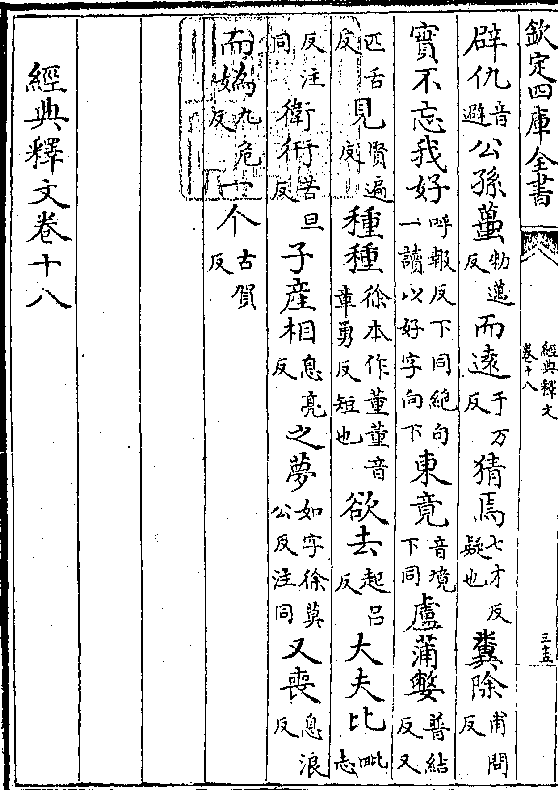 欽定四庫全書
經典釋文
卷十八
三十五
辟仇音避公孫蠆勑邁反而逺于万反猜焉七才反疑也糞除甫問反
實不忘我好呼報反下同絶句一讀以好字向下東竟音境下同盧蒲嫳普結反又
匹舌反見賢遍反種種徐本作董董音章勇反短也欲去起吕反大夫比毗志
反注同衛衎苦旦反子産相息亮反之夢如字徐莫公反注同又喪息浪反
而為九危反一个古賀反
經典釋文卷十八